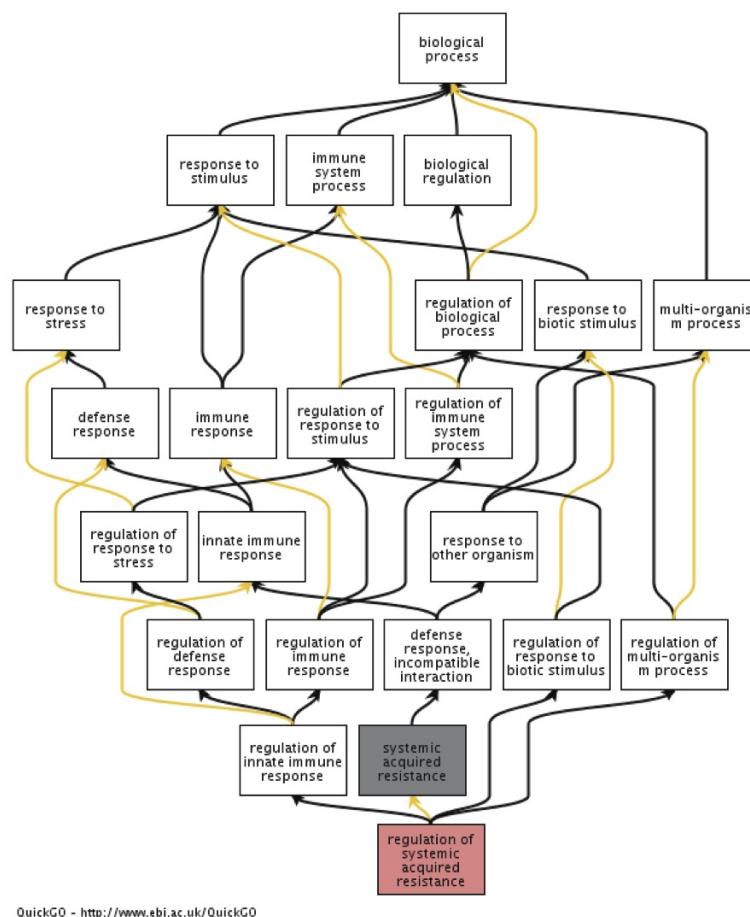 biological
process
response to
stimulus
immune
system
process
biological
regulation
response to
stress
regulation of
biological
process
response to
biotic stimulus
multi-organis
m process
defense
response
immune
response
regulation of
response to
stimulus
regulation of
immune
system
process
regulation of
response to
stress
innate immune
response
response to
other organism
regulation of
defense
response
regulation of
immune
response
defense
response,
incompatible
interaction
regulation of
response to
biotic stimulus
regulation of
multi-organis
m process
regulation of
innate immune
response
systemic
acquired
resistance
regulation of
systemic
acquired
resistance
QuickGO - http://www.ebi.ac.uk/QuickGO